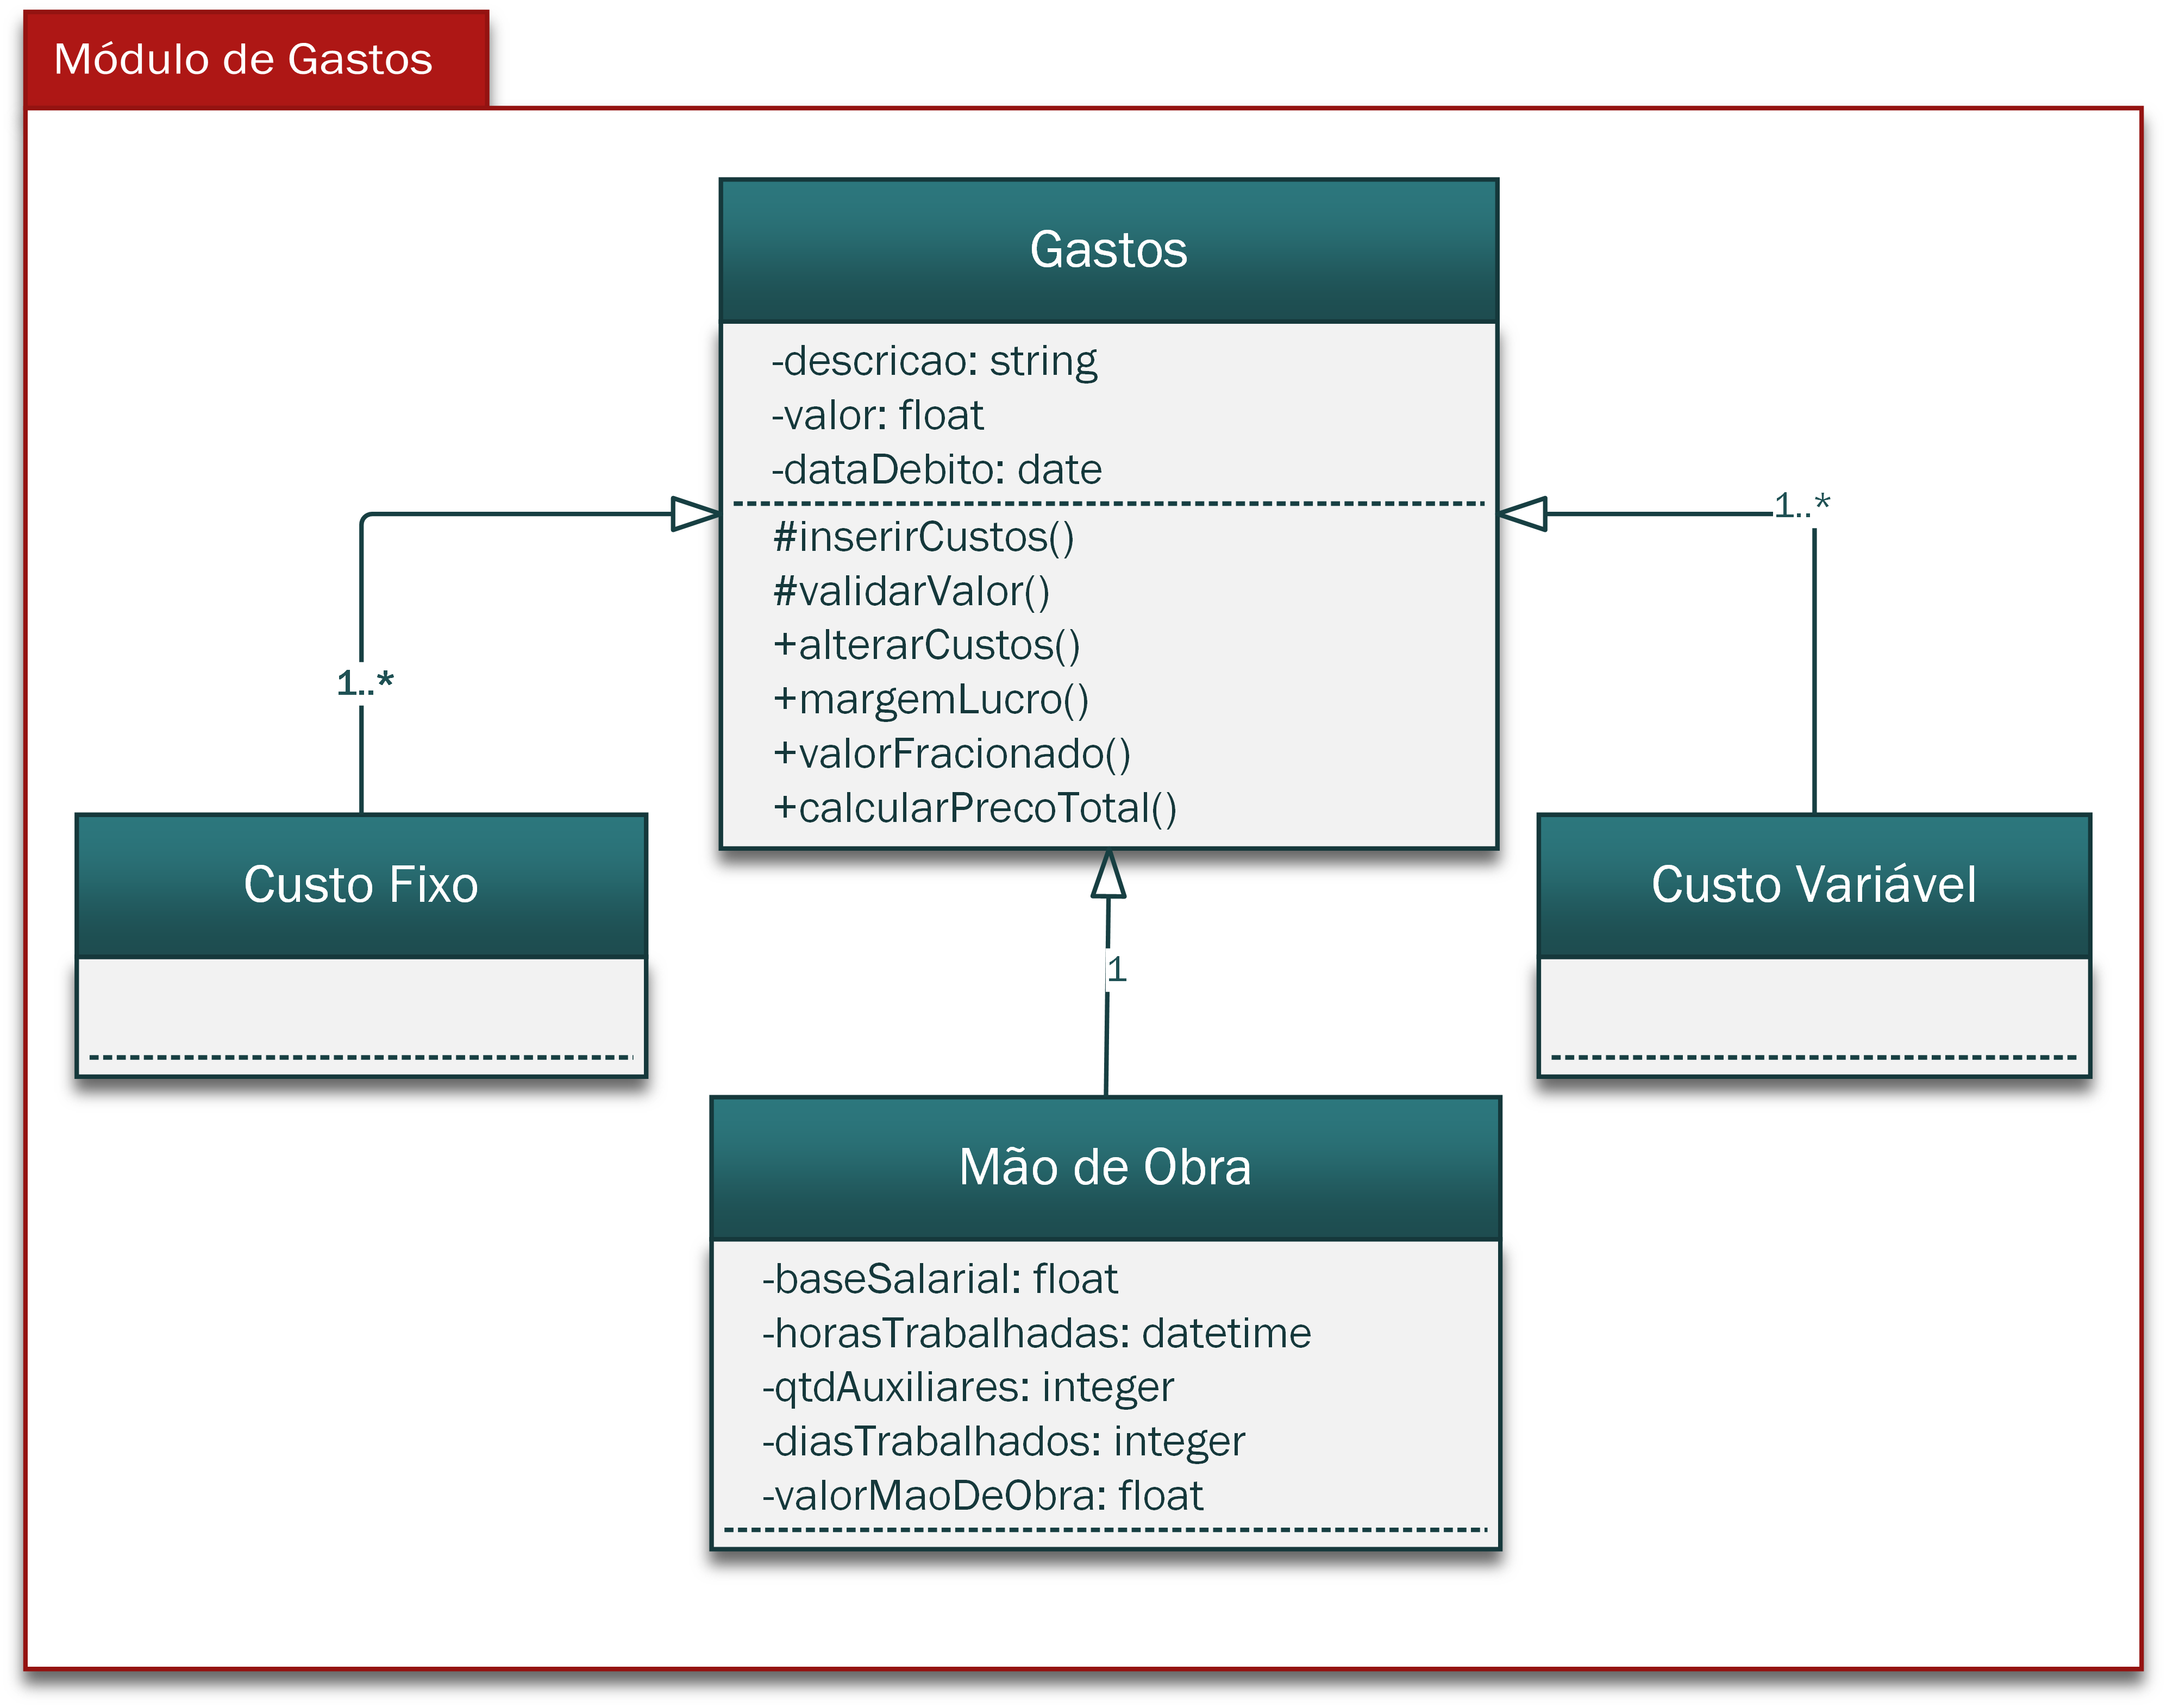 Módulo de Gastos
Gastos
-descricao: string
-valor: float
-dataDebito: date
#inserirCustos()
#validarValor()
+alterarCustos()
+margemLucro()
+valorFracionado()
+calcularPrecoTotal()
1..*
1..*
1
Custo Fixo
Custo Variável
Mão de Obra
-baseSalarial: float
-horasTrabalhadas: datetime
-qtdAuxiliares: integer
-diasTrabalhados: integer
-valorMaoDeObra: float